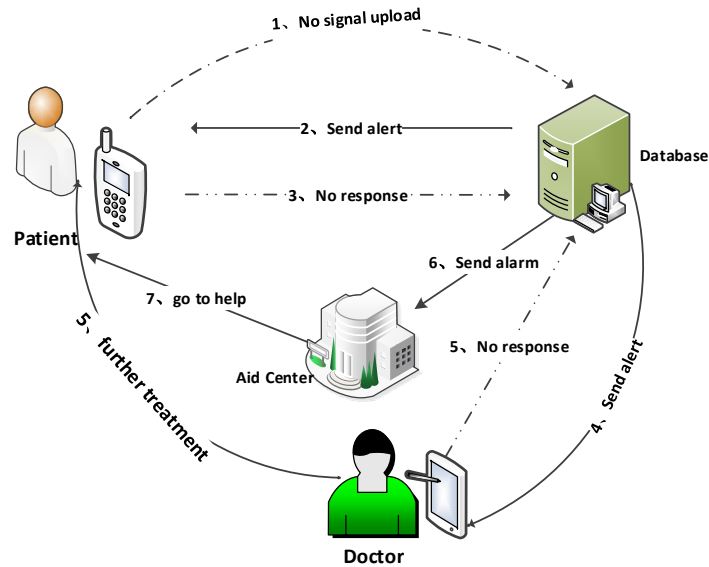 1、No signal upload
2、Send alert
Database
3、No response
Patient
6、Send alarm
7、go to help
5、further treatment
5、No response
4、Send alert
Aid Center
Doctor